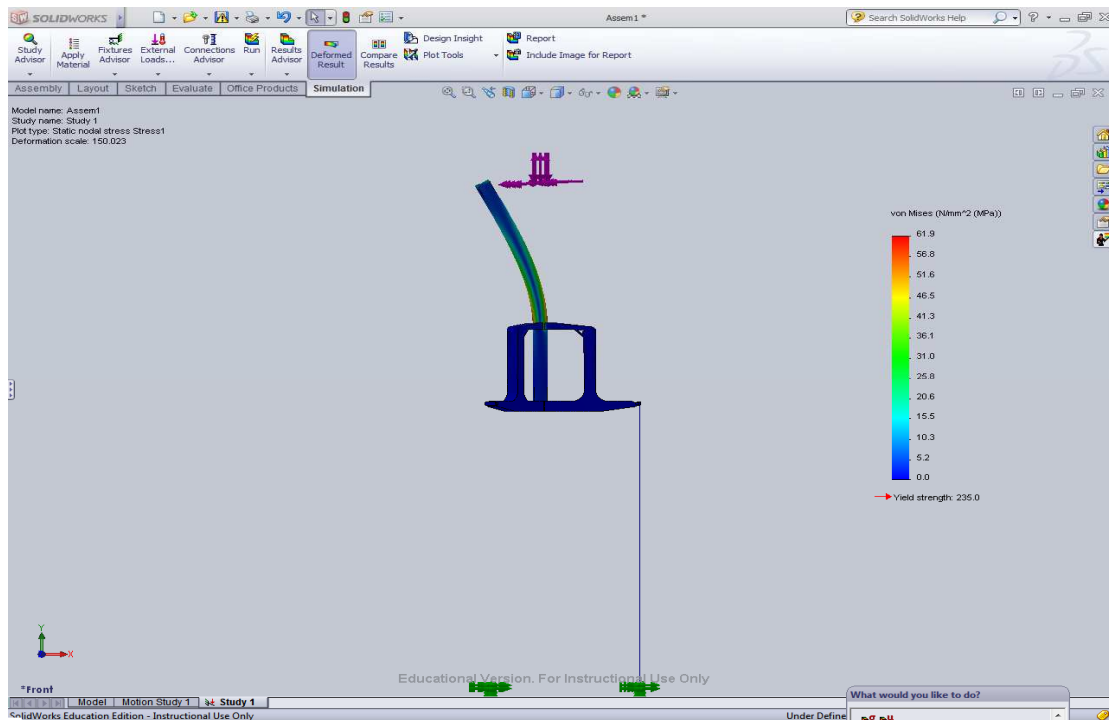 SOLIDWORKS
Assem1 *
Search SolidWorks Help
Study Advisor
Apply Material
Fixtures Advisor
External Loads...
Connections Advisor
Run
Results Advisor
Deformed Result
Compare Results
Design Insight
Plot Tools
Report
Include Image for Report
Assembly Layout Sketch Evaluate Office Products Simulation
Model name: Assem1
Study name: Study 1
Plot type: Static nodal stress Stress1
Deformation scale: 150.023
von Mises (N/mm^2 (MPa))
61.9
56.8
51.6
46.5
41.3
36.1
31.0
25.8
20.6
15.5
10.3
5.2
0.0
Yield strength: 235.0
Y
X
Educational Version. For Instructional Use Only
*Front
What would you like to do?
Model Motion Study 1 Study 1
SolidWorks Education Edition - Instructional Use Only
Under Define